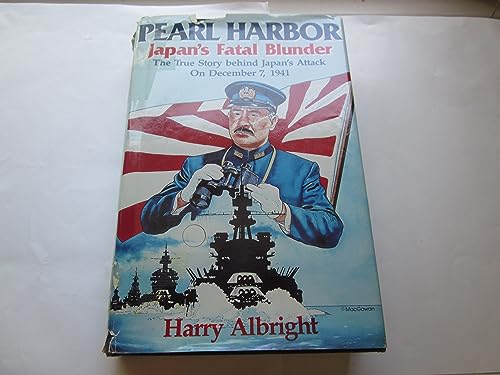 PEARL HARBOR
Japan's Fatal Blunder
The True Story behind Japan's Attack
On December 7, 1941
©MacGowan
Harry Albright